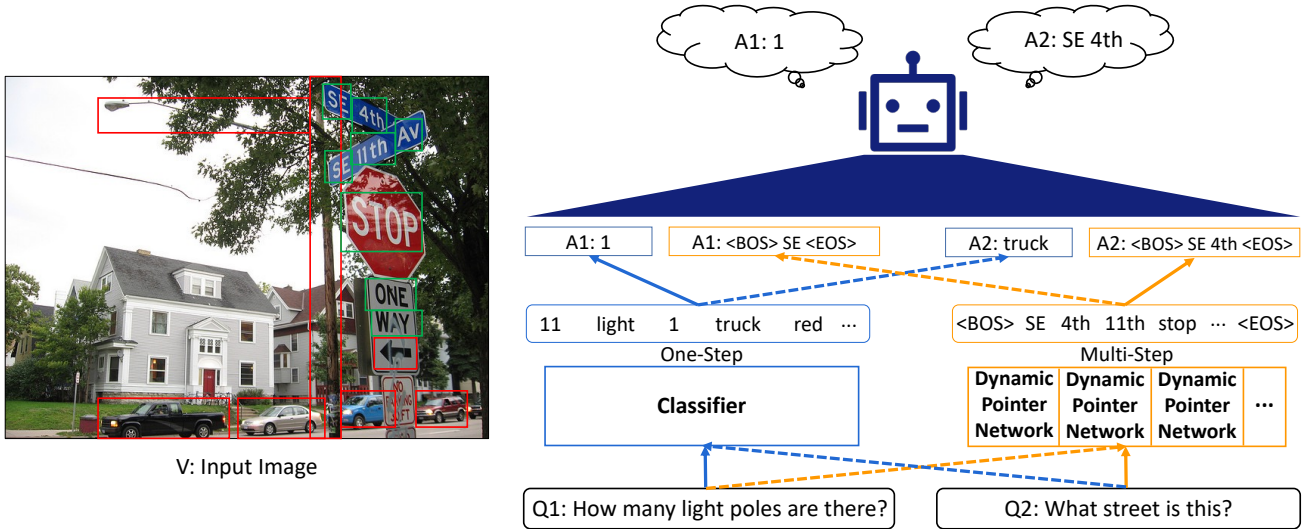 A1: 1
A2: SE 4th
SE 4th
SE 11th Av
STOP
ONE
WAY
NO
FT
V: Input Image
A1: 1
A1: <BOS> SE <EOS>
A2: truck
A2: <BOS> SE 4th <EOS>
11 light 1 truck red ...
<BOS> SE 4th 11th stop ... <EOS>
One-Step
Multi-Step
Classifier
Dynamic Pointer Network
Dynamic Pointer Network
Dynamic Pointer Network
...
Q1: How many light poles are there?
Q2: What street is this?